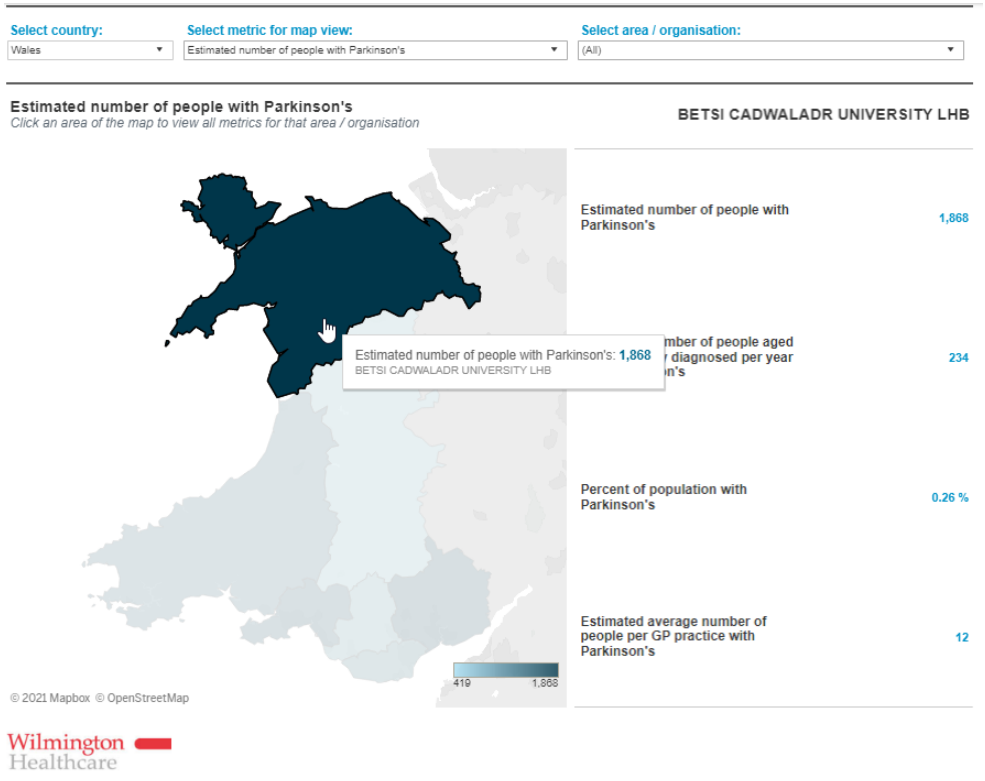 Select country:
Select metric for map view:
Select area / organisation:
Wales
Estimated number of people with Parkinson's
(All)
Estimated number of people with Parkinson's
Click an area of the map to view all metrics for that area / organisation
BETSI CADWALADR UNIVERSITY LHB
Estimated number of people with
Parkinson's
1,868
Estimated number of people with Parkinson's: 1,868
BETSI CADWALADR UNIVERSITY LHB
mber of people aged
diagnosed per year
n's
234
Percent of population with
Parkinson's
0.26 %
Estimated average number of
people per GP practice with
Parkinson's
12
419
1,868
© 2021 Mapbox © OpenStreetMap
Wilmington
Healthcare